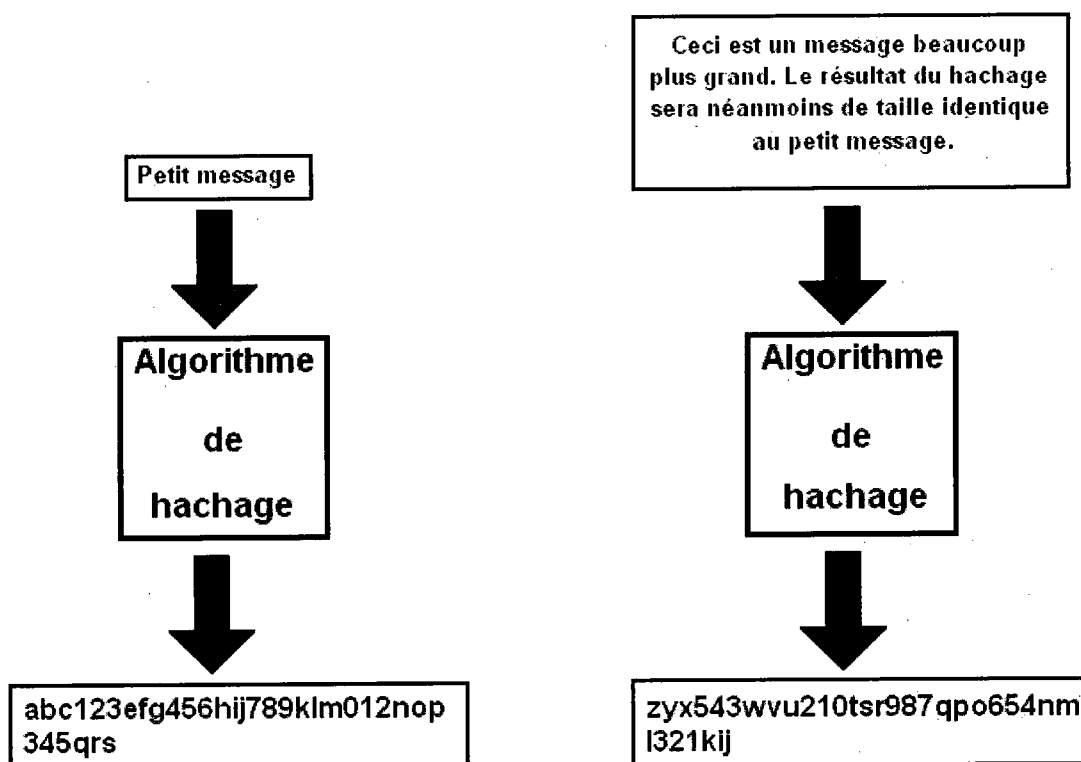 Petit message
Algorithme
de
hachage
abc123efg456hij789klm012nop
345qrs
Ceci est un message beaucoup
plus grand. Le résultat du hachage
sera néanmoins de taille identique
au petit message.
Algorithme
de
hachage
zyx543wvu210tsr987qpo654nm
l321kij